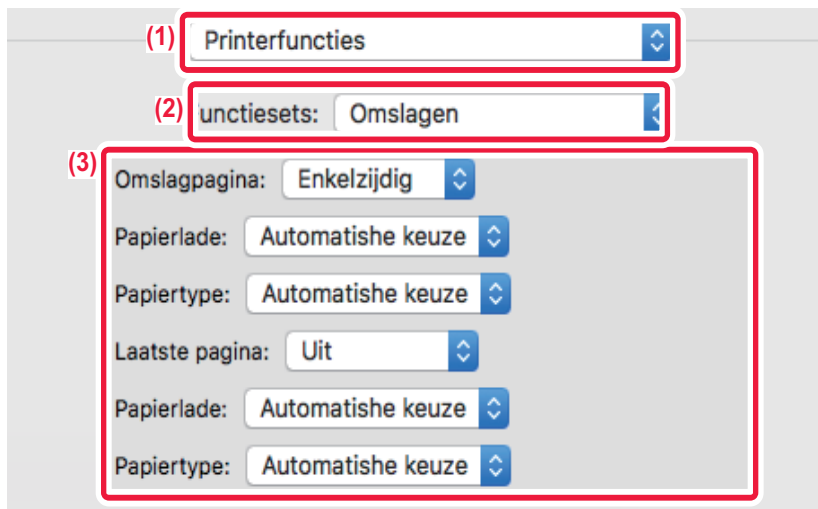 (1) Printerfuncties
(2) unctiesets: Omslagen
(3)
Omslagpagina: Enkelzijdig
Papierlade: Automatishe keuze
Papiertype: Automatishe keuze
Laatste pagina: Uit
Papierlade: Automatishe keuze
Papiertype: Automatishe keuze